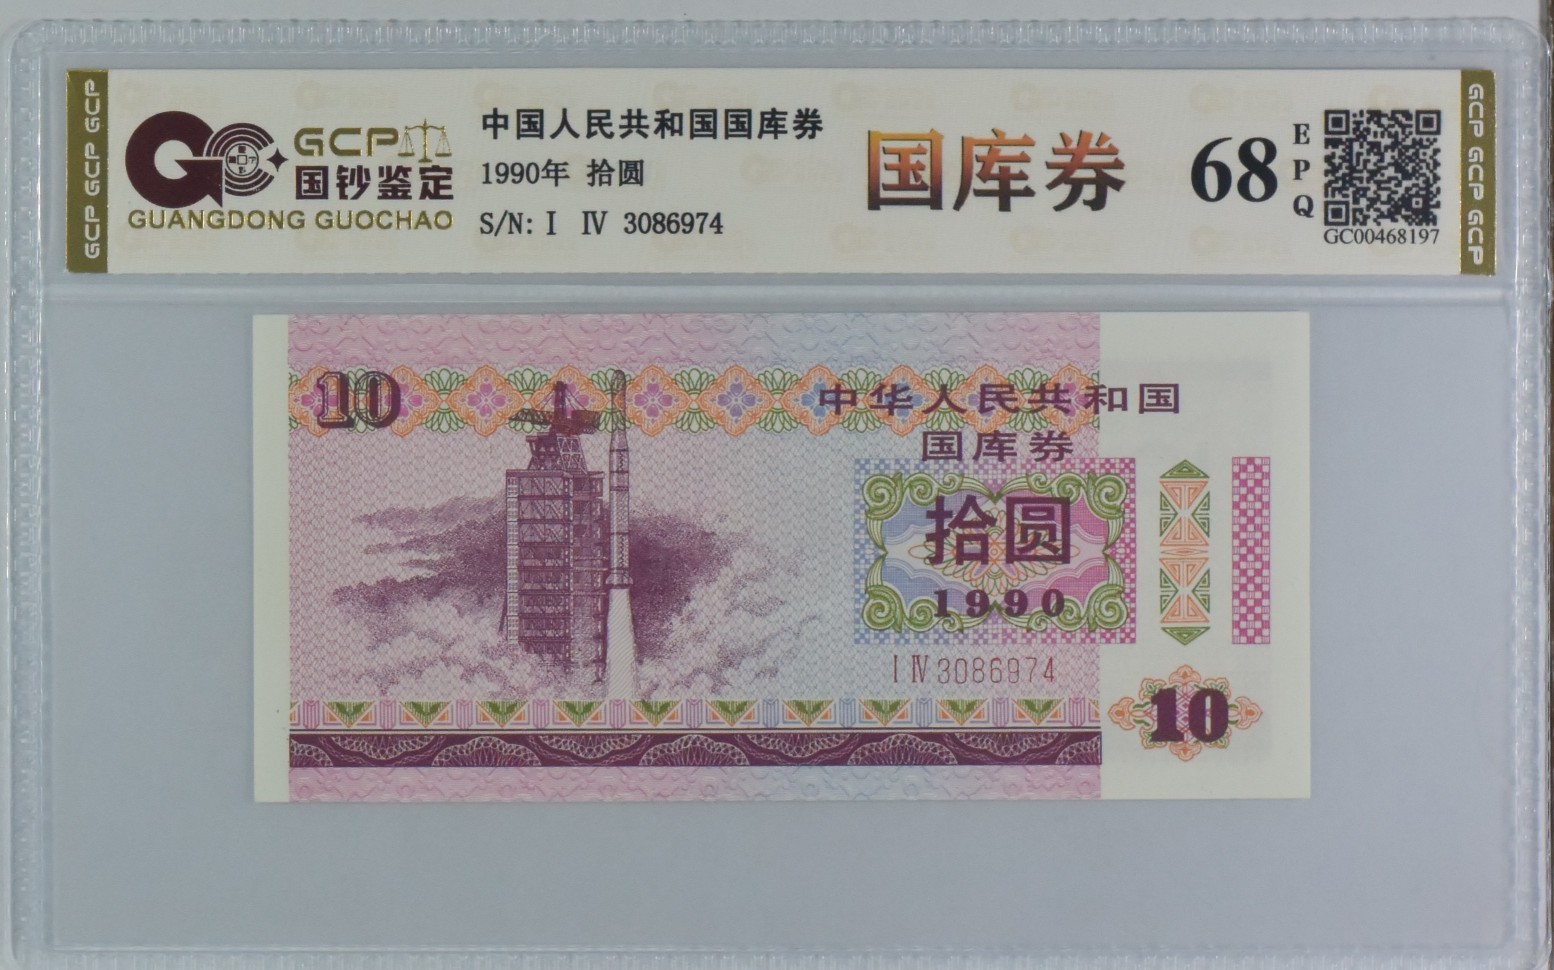 GCP GCP GCP
GCP
国钞鉴定
GUANGDONG GUOCHAO
中国人民共和国国库券
1990年 拾圆
S/N: I IV 3086974
国库券
68
EPQ
GC00468197
GCP GCP GCP
10
中华人民共和国
国库券
拾圆
1990
I IV 3086974
10